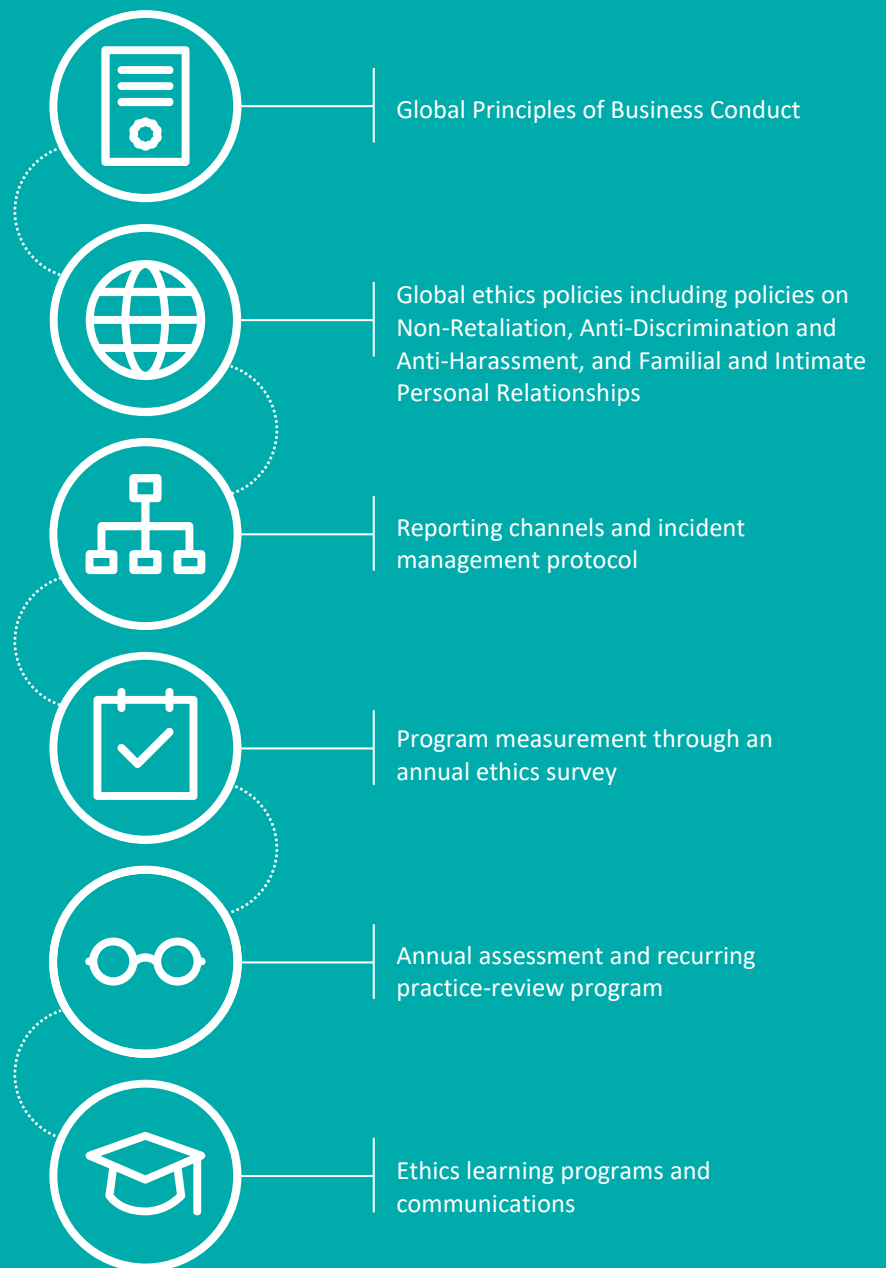 Global Principles of Business Conduct
Global ethics policies including policies on
Non-Retaliation, Anti-Discrimination and
Anti-Harassment, and Familial and Intimate
Personal Relationships
Reporting channels and incident
management protocol
Program measurement through an
annual ethics survey
Annual assessment and recurring
practice-review program
Ethics learning programs and
communications